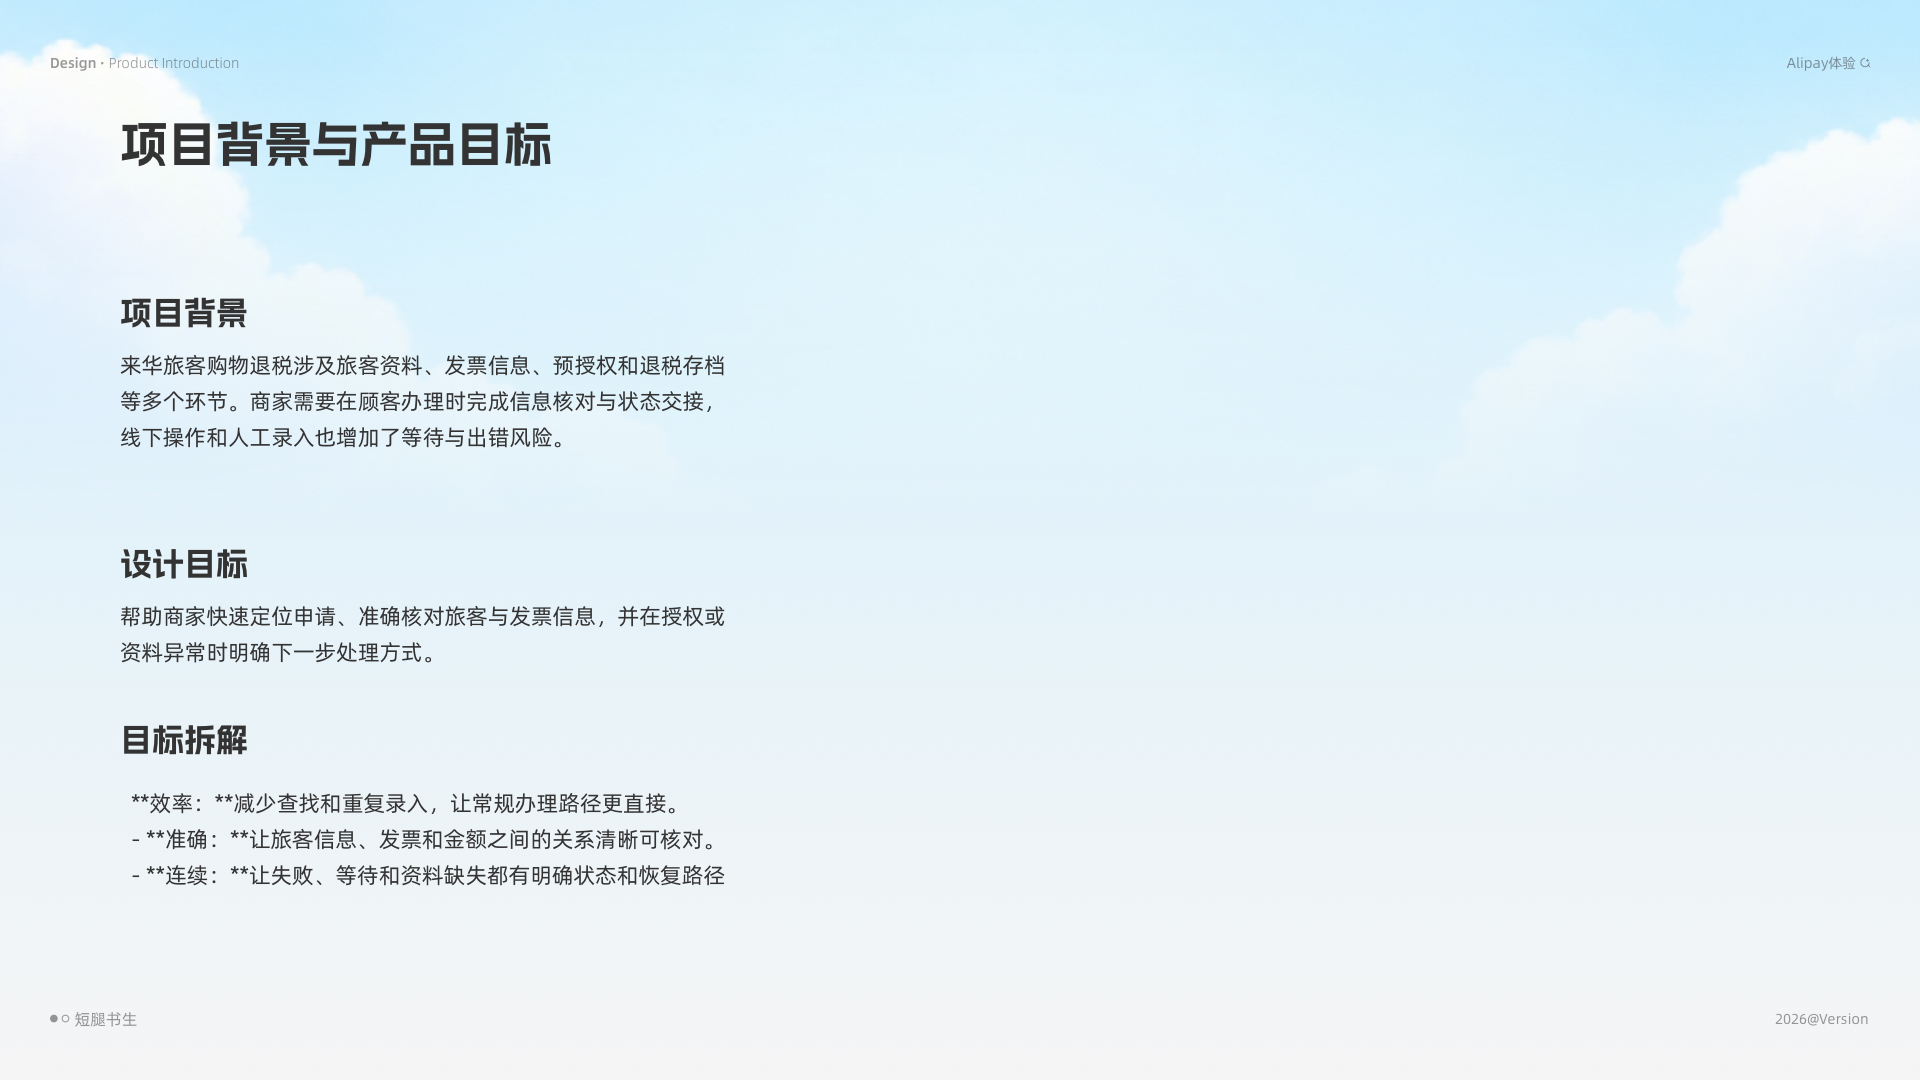 Design · Product Introduction
Alipay体验
项目背景与产品目标
项目背景
来华旅客购物退税涉及旅客资料、发票信息、预授权和退税存档
等多个环节。商家需要在顾客办理时完成信息核对与状态交接，
线下操作和人工录入也增加了等待与出错风险。
设计目标
帮助商家快速定位申请、准确核对旅客与发票信息，并在授权或
资料异常时明确下一步处理方式。
目标拆解
**效率：**减少查找和重复录入，让常规办理路径更直接。
- **准确：**让旅客信息、发票和金额之间的关系清晰可核对。
- **连续：**让失败、等待和资料缺失都有明确状态和恢复路径
短腿书生
2026@Version